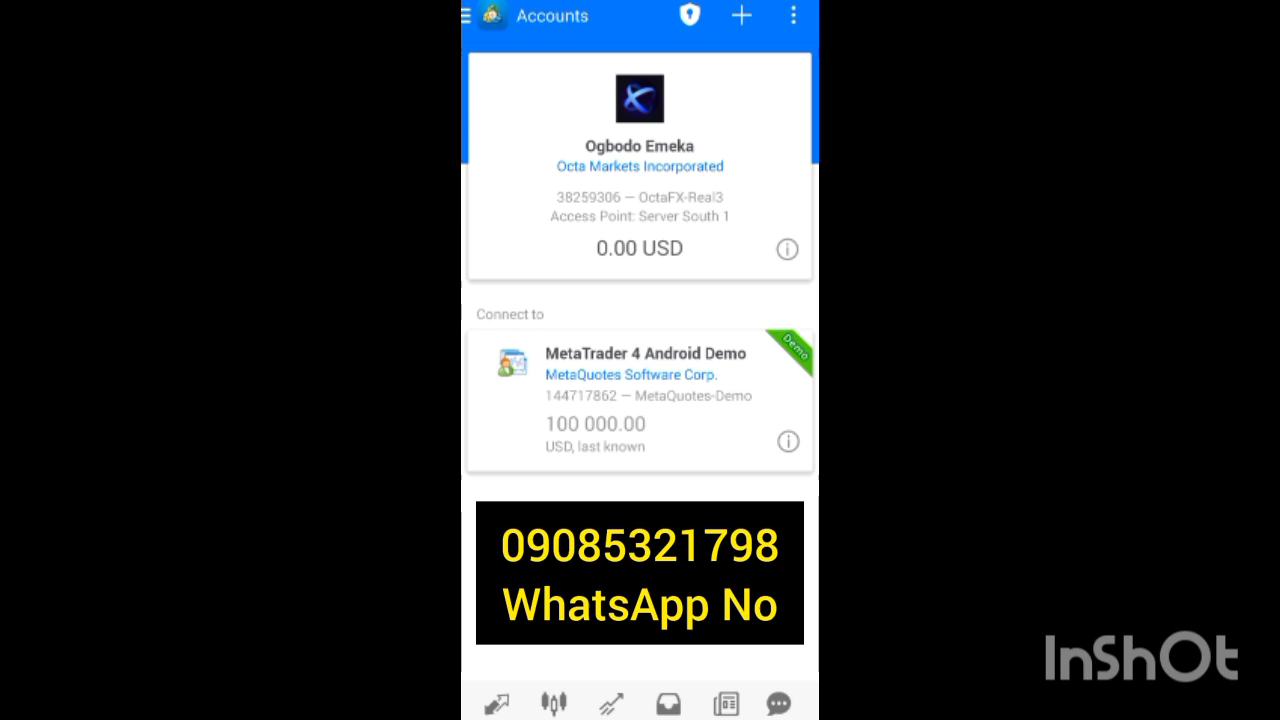 Accounts
Ogbodo Emeka
Octa Markets Incorporated
38259306 — OctaFX-Real3
Access Point: Server South 1
0.00 USD
Connect to
Demo
MetaTrader 4 Android Demo
MetaQuotes Software Corp.
144717862 — MetaQuotes-Demo
100 000.00
USD, last known
09085321798
WhatsApp No
InShOt